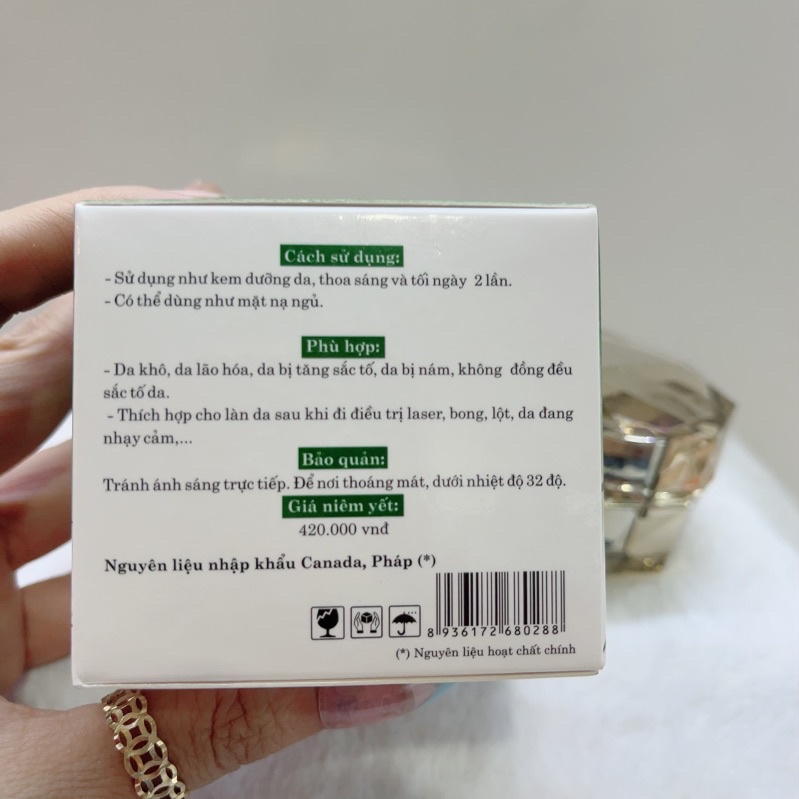 Cách sử dụng:
- Sử dụng như kem dưỡng da, thoa sáng và tối ngày 2 lần.
- Có thể dùng như mặt nạ ngủ.
Phù hợp:
- Da khô, da lão hóa, da bị tăng sắc tố, da bị nám, không đồng đều
sắc tố da.
- Thích hợp cho làn da sau khi đi điều trị laser, bong, lột, da đang
nhạy cảm,...
Bảo quản:
Tránh ánh sáng trực tiếp. Để nơi thoáng mát, dưới nhiệt độ 32 độ.
Giá niêm yết:
420.000 vnđ
Nguyên liệu nhập khẩu Canada, Pháp (*)
8 936172 680288
(*) Nguyên liệu hoạt chất chính